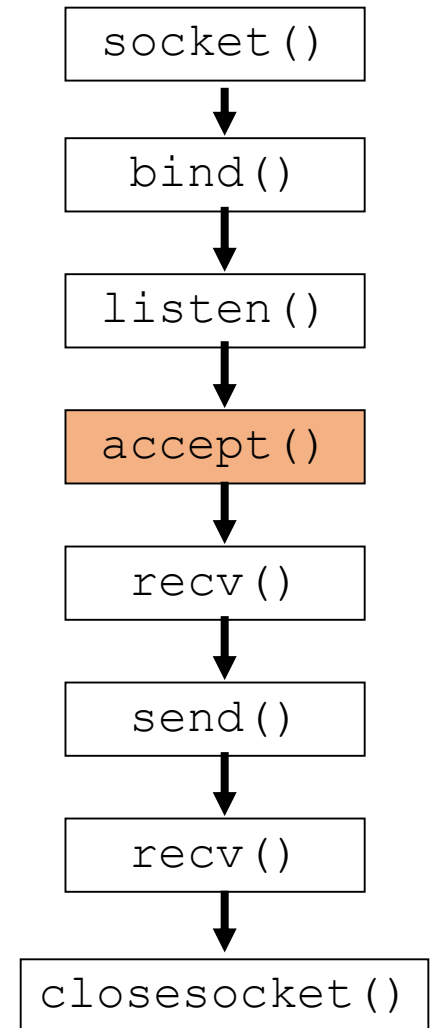 socket()
bind()
listen()
accept()
recv()
send()
recv()
closesocket()